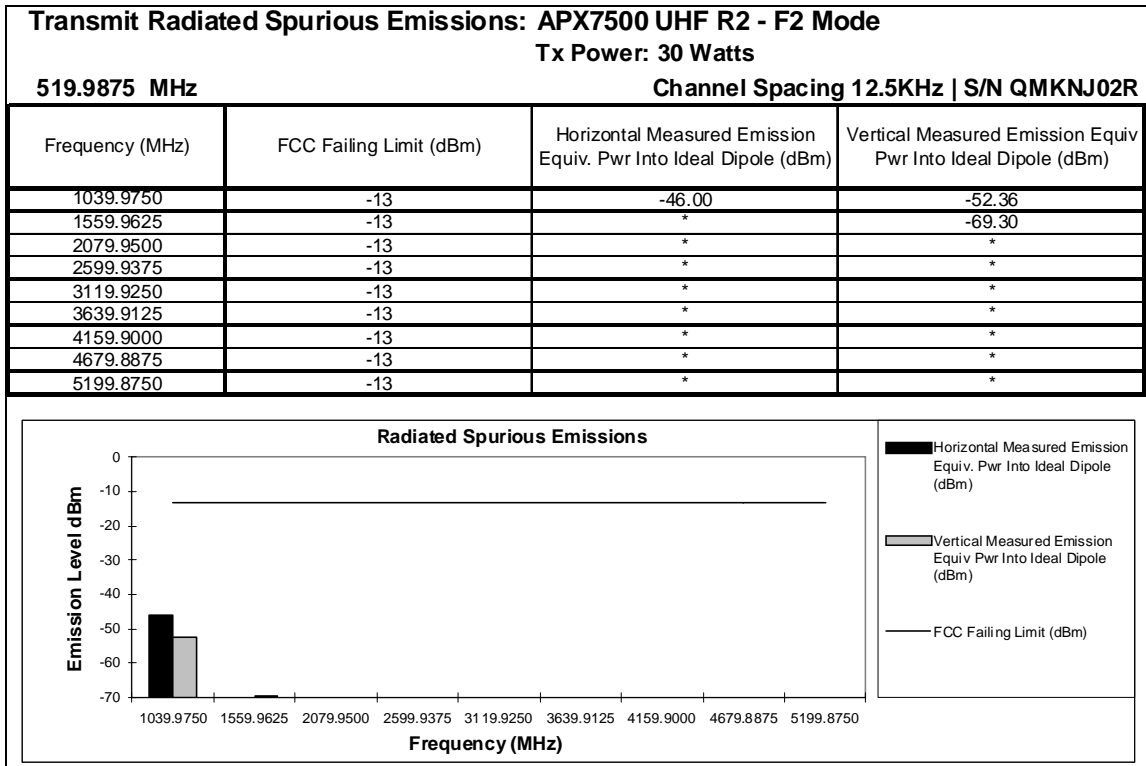 Transmit Radiated Spurious Emissions: APX7500 UHF R2 - F2 Mode
Tx Power: 30 Watts
519.9875 MHz Channel Spacing 12.5KHz | S/N QMKNJ02R
Frequency (MHz) FCC Failing Limit (dBm) Horizontal Measured Emission Equiv. Pwr Into Ideal Dipole (dBm) Vertical Measured Emission Equiv Pwr Into Ideal Dipole (dBm)
1039.9750 -13 -46.00 -52.36
1559.9625 -13 * -69.30
2079.9500 -13 * *
2599.9375 -13 * *
3119.9250 -13 * *
3639.9125 -13 * *
4159.9000 -13 * *
4679.8875 -13 * *
5199.8750 -13 * *
Radiated Spurious Emissions
Emission Level dBm
0
-10
-20
-30
-40
-50
-60
-70
1039.9750 1559.9625 2079.9500 2599.9375 3119.9250 3639.9125 4159.9000 4679.8875 5199.8750
Frequency (MHz)
Horizontal Measured Emission
Equiv. Pwr Into Ideal Dipole
(dBm)
Vertical Measured Emission
Equiv Pwr Into Ideal Dipole
(dBm)
FCC Failing Limit (dBm)